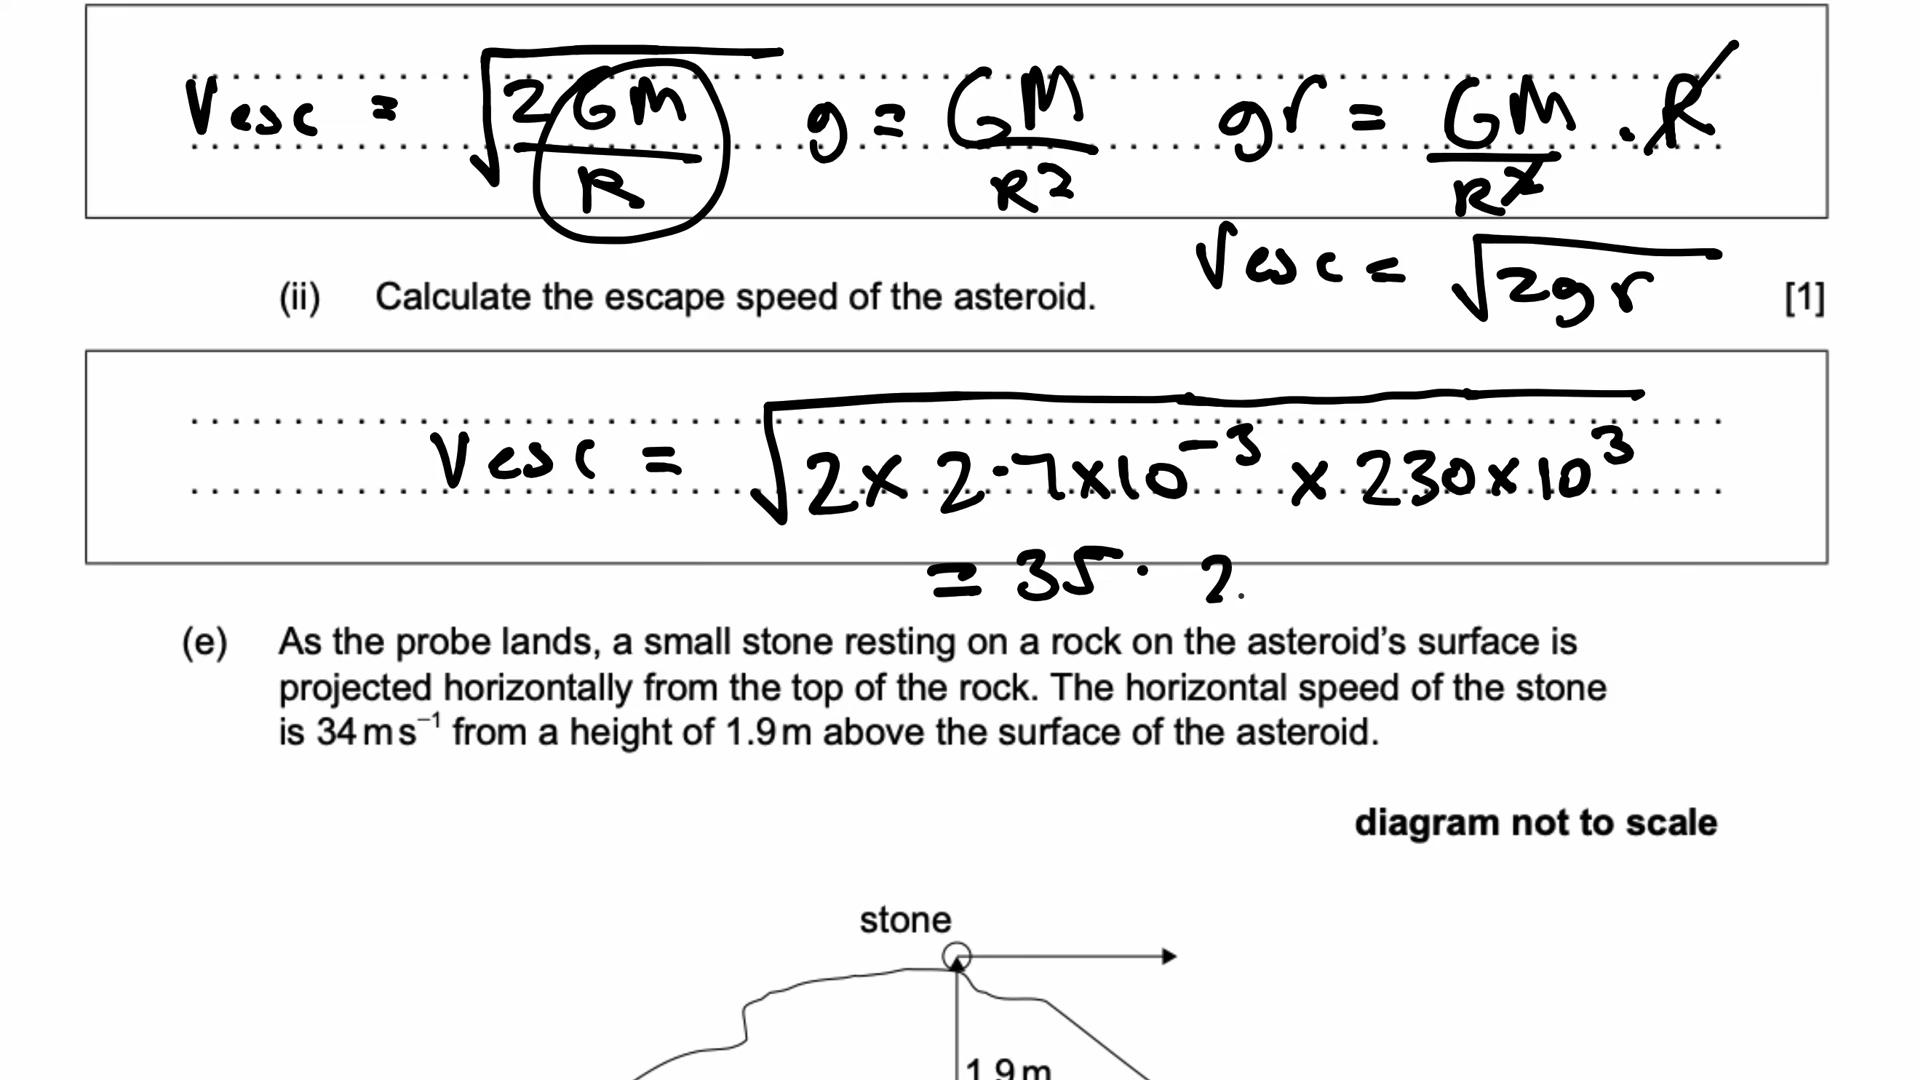 Vesc = √(2GM/R) g = GM/R² gr = GM/R² . R
Vesc = √2gr
(ii) Calculate the escape speed of the asteroid. [1]
Vesc = √2 × 2.7×10⁻³ × 230×10³
= 35. 2.
(e) As the probe lands, a small stone resting on a rock on the asteroid’s surface is
projected horizontally from the top of the rock. The horizontal speed of the stone
is 34 m s⁻¹ from a height of 1.9 m above the surface of the asteroid.
diagram not to scale
stone
1.9 m